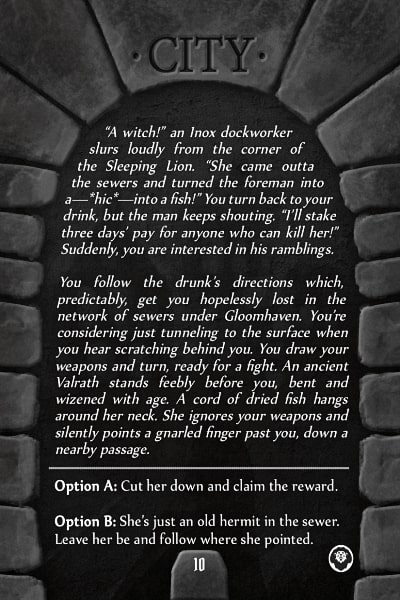 ·CITY·
“A witch!” an Inox dockworker
slurs loudly from the corner of
the Sleeping Lion. “She came outta
the sewers and turned the foreman into
a—*hic*—into a fish!” You turn back to your
drink, but the man keeps shouting. “I’ll stake
three days’ pay for anyone who can kill her!”
Suddenly, you are interested in his ramblings.
You follow the drunk’s directions which,
predictably, get you hopelessly lost in the
network of sewers under Gloomhaven. You’re
considering just tunneling to the surface when
you hear scratching behind you. You draw your
weapons and turn, ready for a fight. An ancient
Valrath stands feebly before you, bent and
wizened with age. A cord of dried fish hangs
around her neck. She ignores your weapons and
silently points a gnarled finger past you, down a
nearby passage.
Option A: Cut her down and claim the reward.
Option B: She’s just an old hermit in the sewer.
Leave her be and follow where she pointed.
10